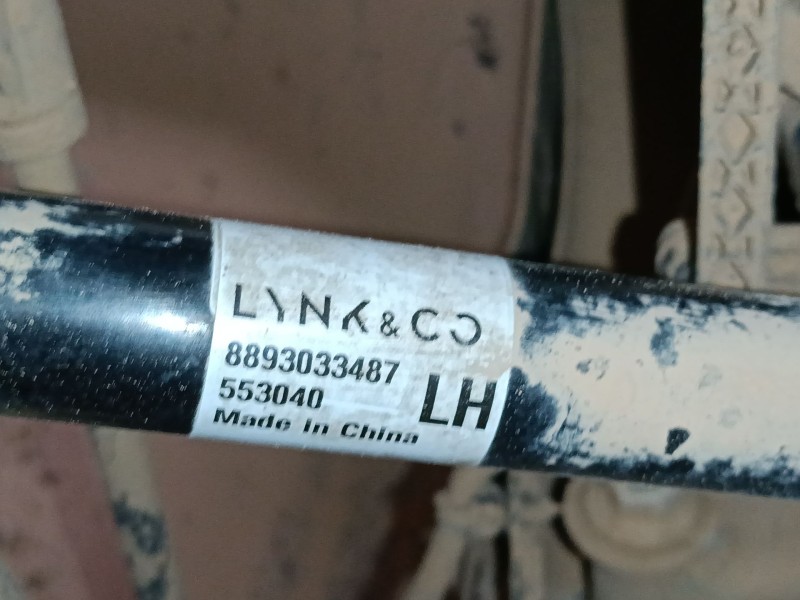 LYNK & CO
8893033487
553040
LH
Made in China